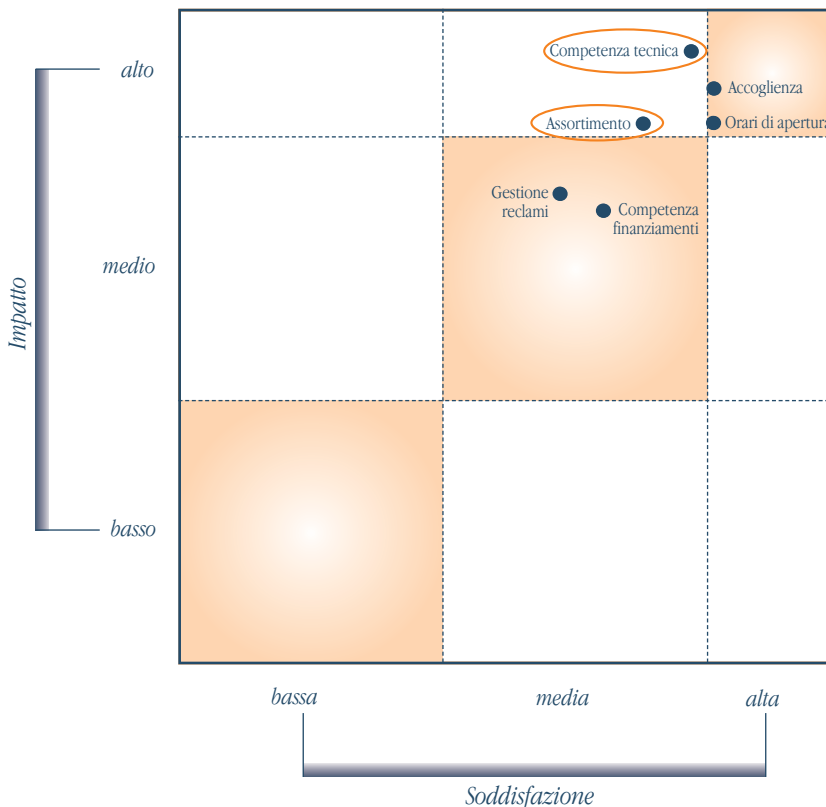 Competenza tecnica
alto
Accoglienza
Assortimento
Orari di apertura
Gestione
reclami
Competenza
finanziamenti
medio
Impatto
basso
bassa
media
alta
Soddisfazione